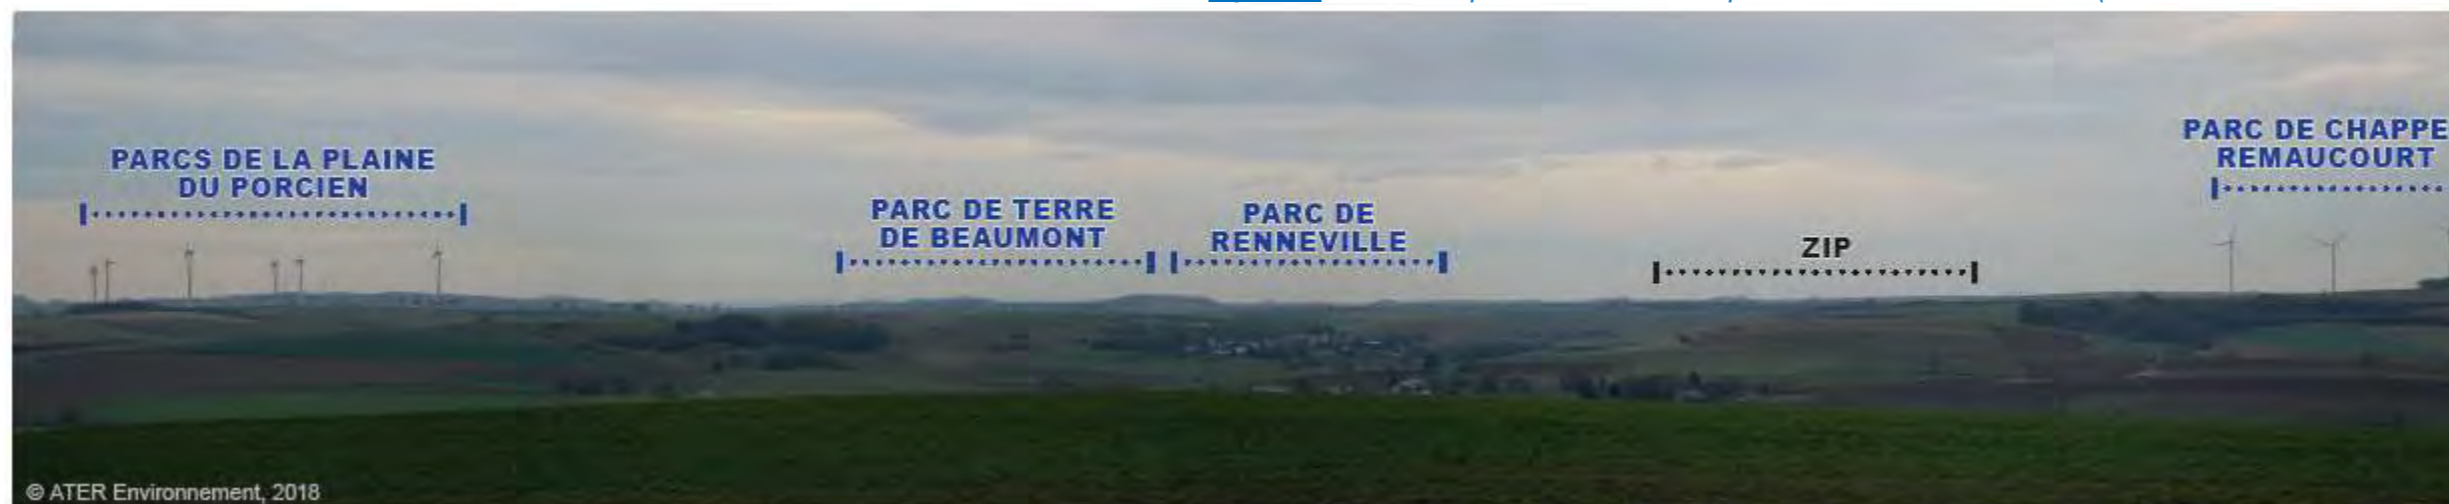 PARCS DE LA PLAINE
DU PORCIEN
PARC DE TERRE
DE BEAUMONT
PARC DE
RENNEVILLE
ZIP
PARC DE CHAPPE
REMAUCOURT
© ATER Environnement, 2018